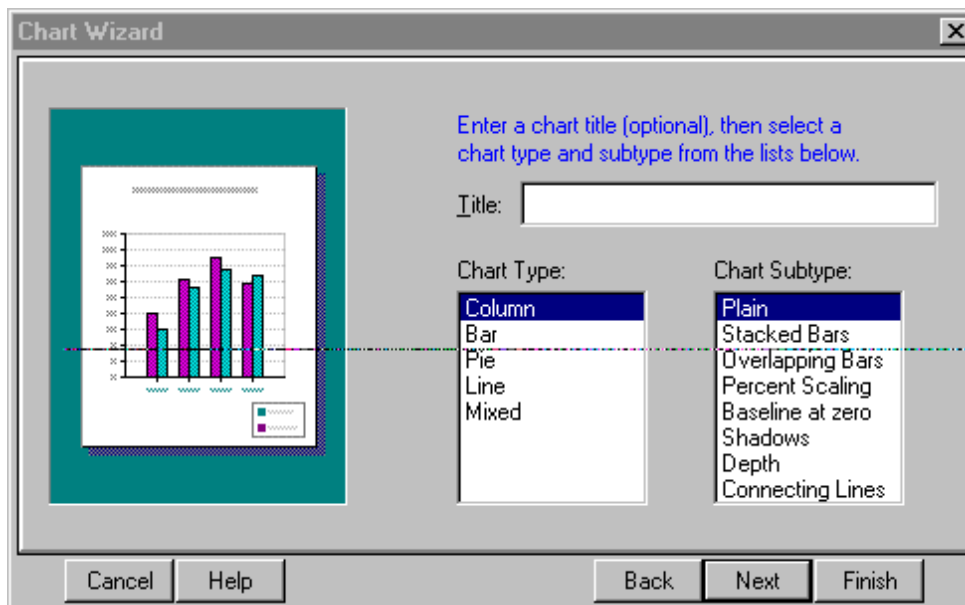 Chart Wizard
Enter a chart title (optional), then select a
chart type and subtype from the lists below.
Title:
Chart Type:
Column
Bar
Pie
Line
Mixed
Chart Subtype:
Plain
Stacked Bars
Overlapping Bars
Percent Scaling
Baseline at zero
Shadows
Depth
Connecting Lines
Cancel
Help
Back
Next
Finish